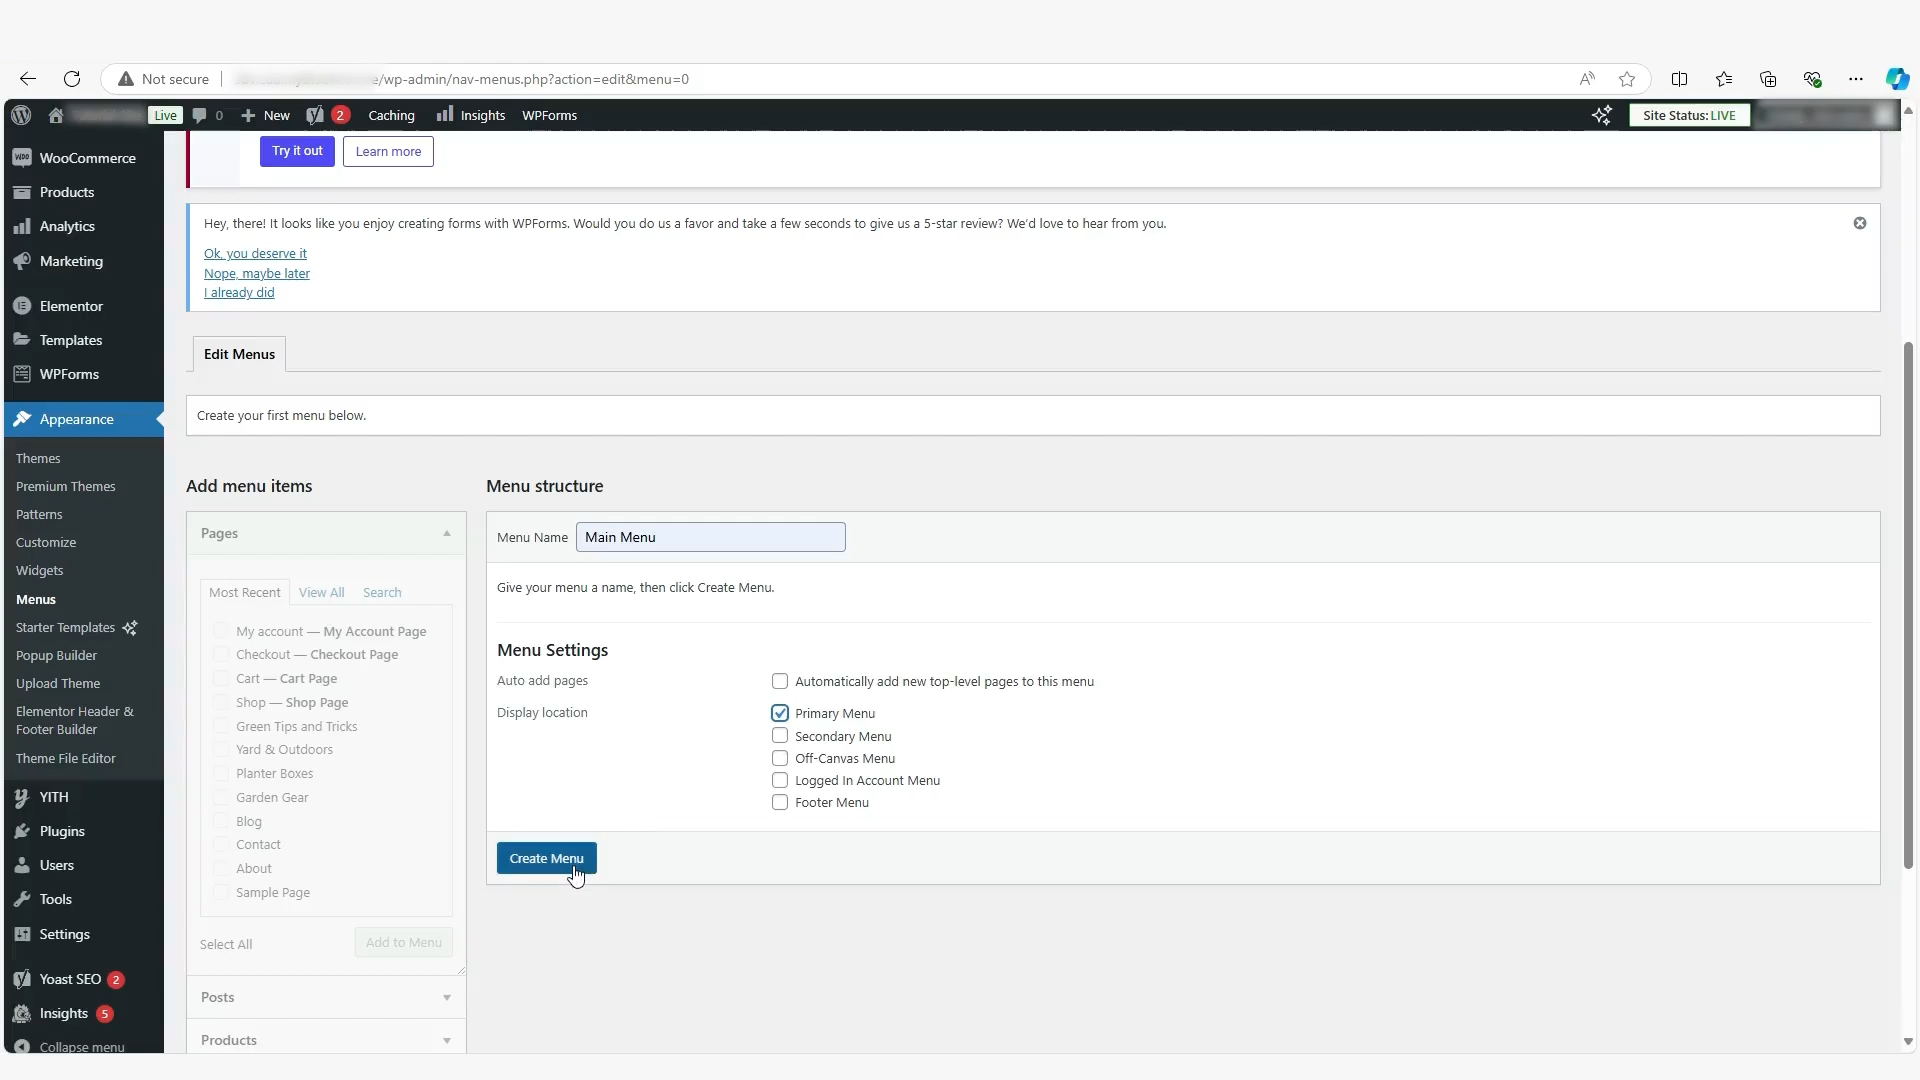 Not secure
e/wp-admin/nav-menus.php?action=edit&menu=0
Live
0
New
2
Caching
Insights
WPForms
Site Status: LIVE
WooCommerce
Products
Analytics
Marketing
Elementor
Templates
WPForms
Appearance
Themes
Premium Themes
Patterns
Customize
Widgets
Menus
Starter Templates
Popup Builder
Upload Theme
Elementor Header &
Footer Builder
Theme File Editor
YITH
Plugins
Users
Tools
Settings
Yoast SEO 2
Insights 5
Collapse menu
Try it out
Learn more
Hey, there! It looks like you enjoy creating forms with WPForms. Would you do us a favor and take a few seconds to give us a 5-star review? We'd love to hear from you.
Ok, you deserve it
Nope, maybe later
I already did
Edit Menus
Create your first menu below.
Add menu items
Pages
Most Recent
View All
Search
My account — My Account Page
Checkout — Checkout Page
Cart — Cart Page
Shop — Shop Page
Green Tips and Tricks
Yard & Outdoors
Planter Boxes
Garden Gear
Blog
Contact
About
Sample Page
Select All
Add to Menu
Posts
Products
Menu structure
Menu Name
Main Menu
Give your menu a name, then click Create Menu.
Menu Settings
Auto add pages
Automatically add new top-level pages to this menu
Display location
Primary Menu
Secondary Menu
Off-Canvas Menu
Logged In Account Menu
Footer Menu
Create Menu